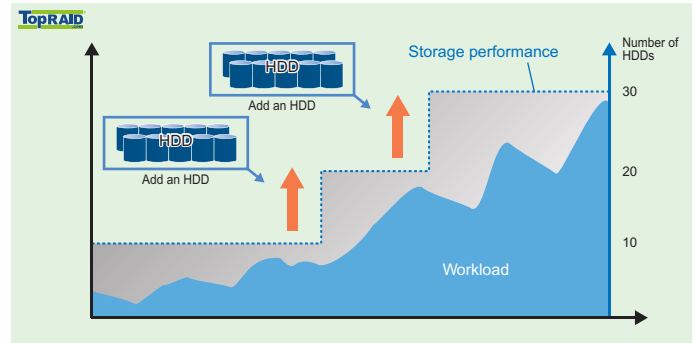 TopRAID
.com
Storage performance
Number of
HDDs
HDD
Add an HDD
30
HDD
Add an HDD
20
10
Workload